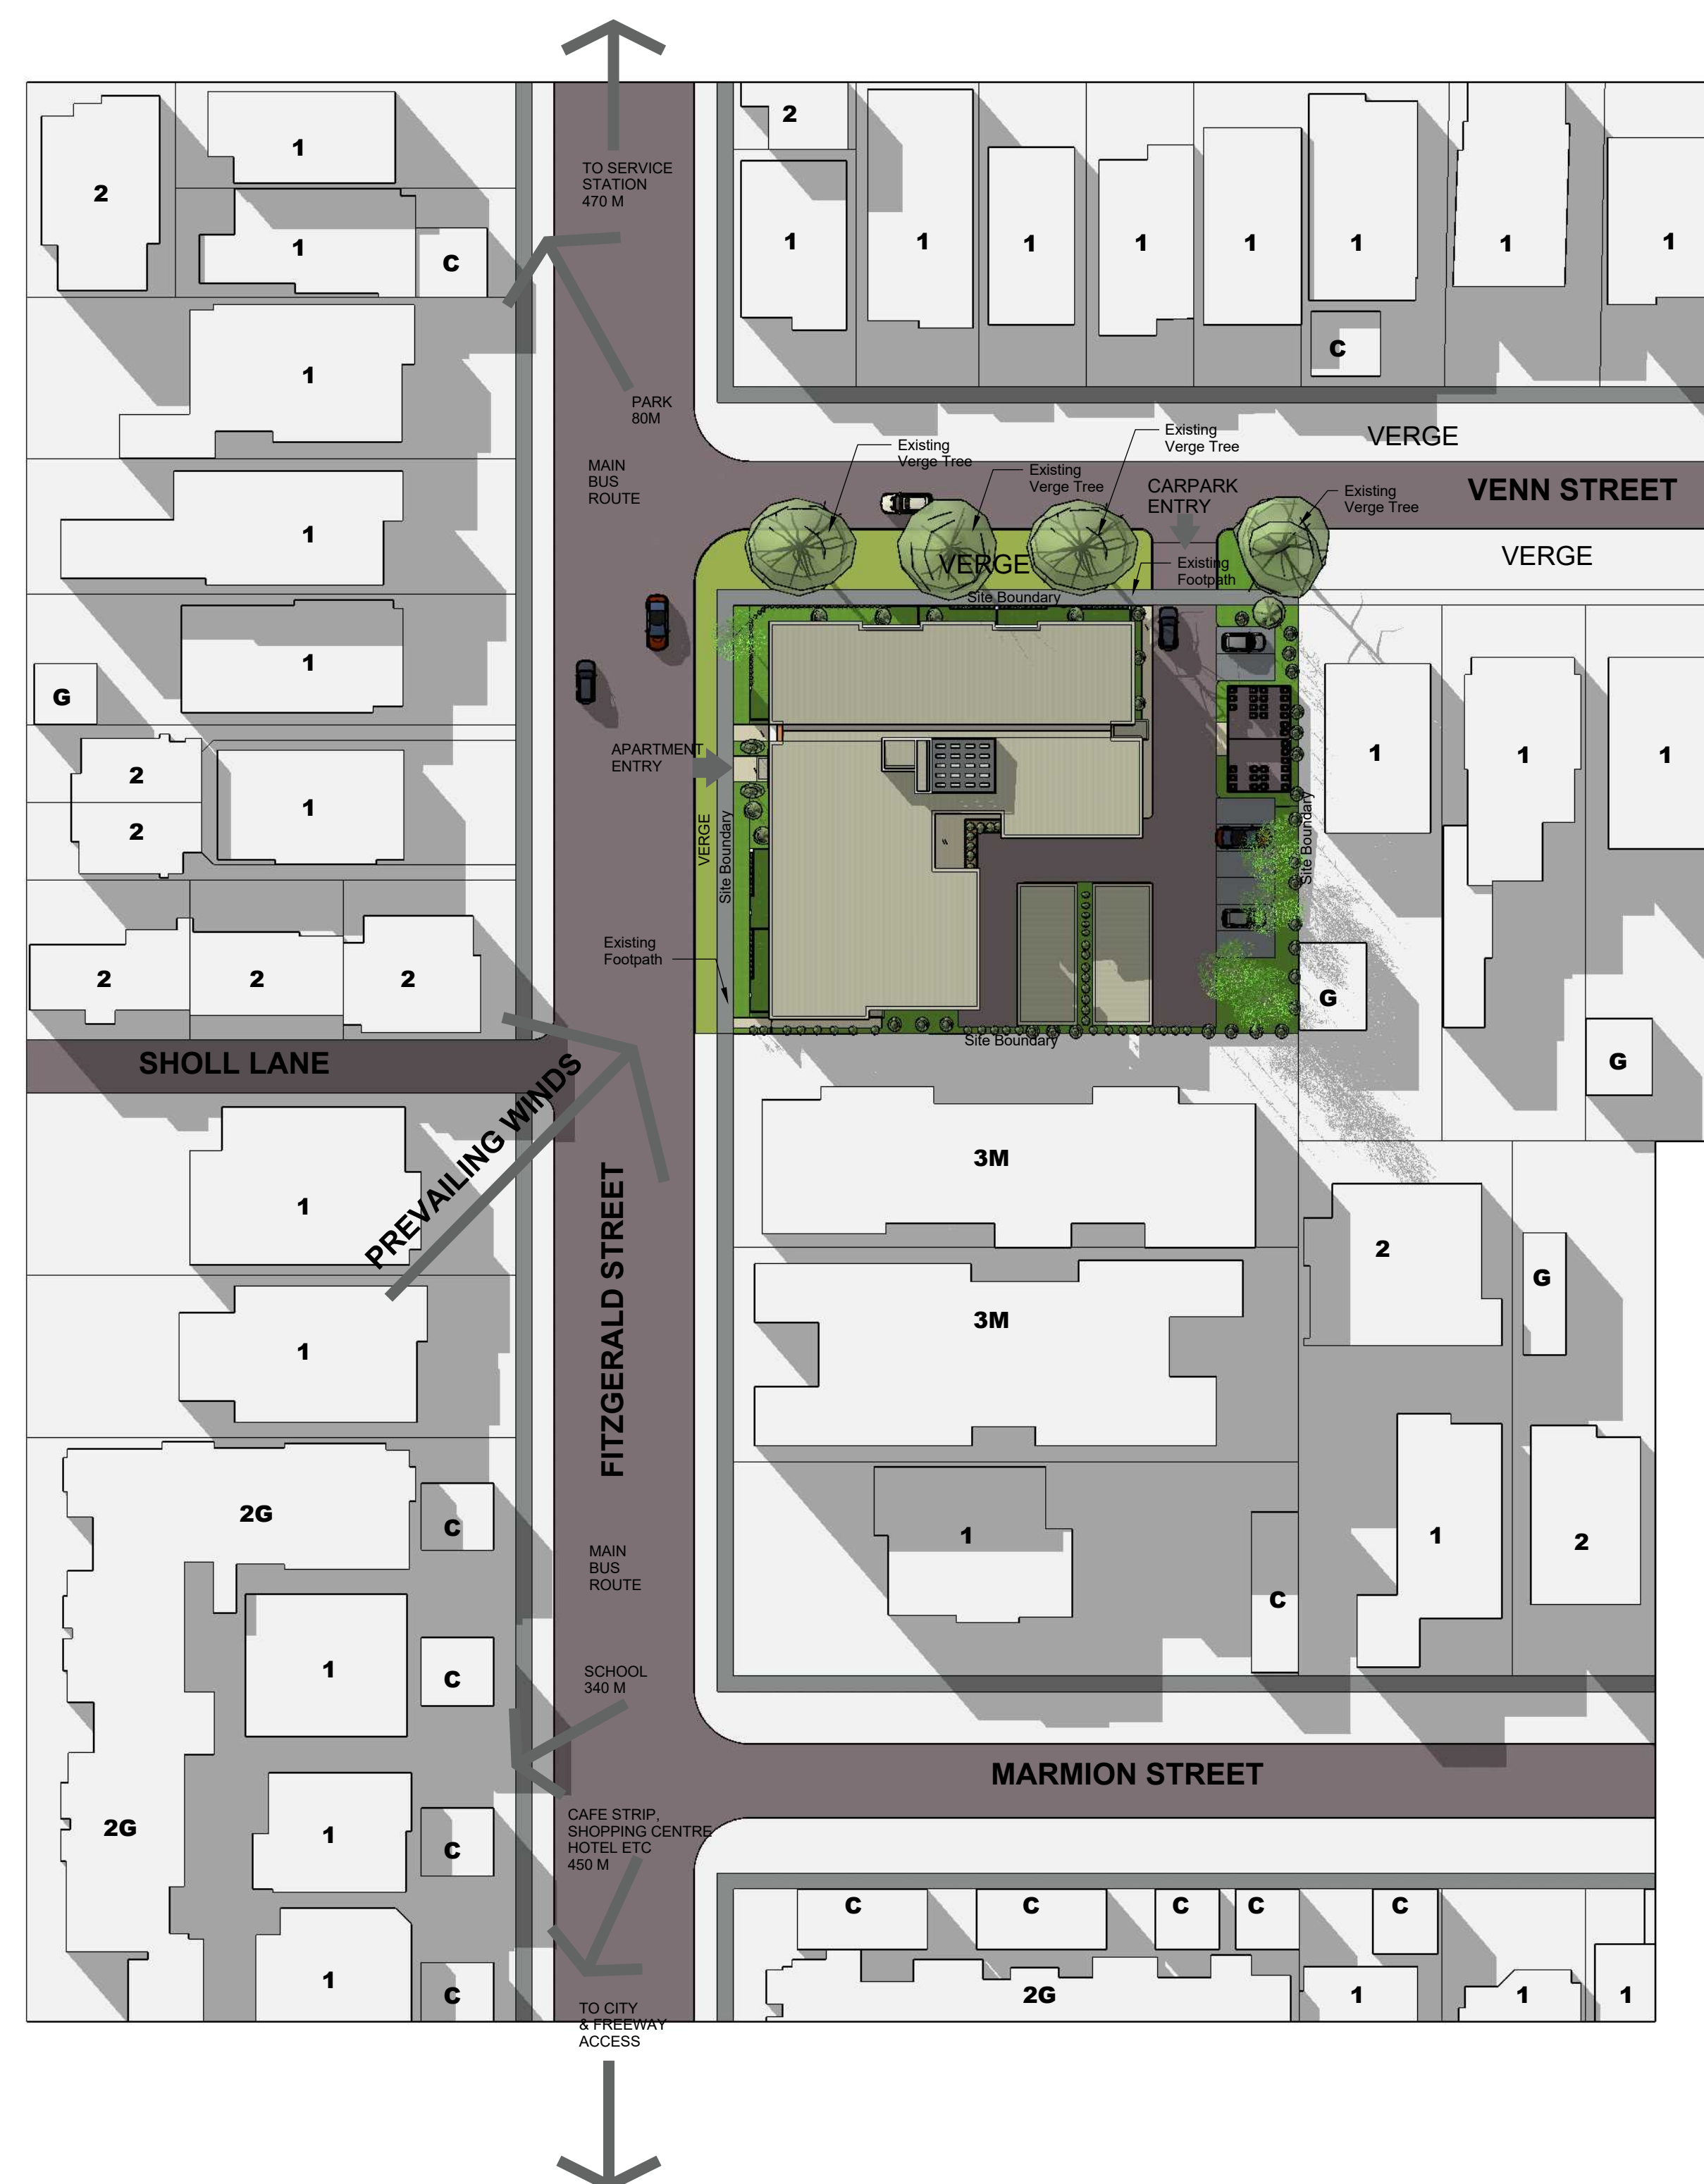 2
1
TO SERVICE
STATION
470 M
2
1
C
1
1
1
1
1
1
1
1
PARK
80M
1
C
VERGE
Existing
Verge Tree
Existing
Verge Tree
Existing
Verge Tree
Existing
Verge Tree
MAIN
BUS
ROUTE
CARPARK
ENTRY
VENN STREET
1
VERGE
VERGE
Existing
Footpath
Site Boundary
1
G
APARTMENT
ENTRY
2
2
1
1
1
1
VERGE
Site Boundary
Site Boundary
Existing
Footpath
2
2
2
G
G
Site Boundary
SHOLL LANE
PREVAILING WINDS
1
FITZGERALD STREET
3M
2
G
3M
1
2G
C
1
1
2
MAIN
BUS
ROUTE
C
1
C
SCHOOL
340 M
MARMION STREET
2G
1
C
CAFE STRIP,
SHOPPING CENTRE
HOTEL ETC
450 M
C
C
C
C
C
1
C
2G
1
1
1
TO CITY
& FREEWAY
ACCESS